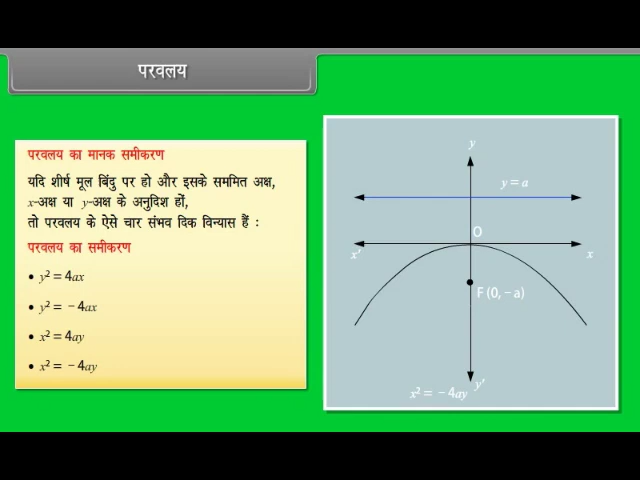 परवलय
परवलय का मानक समीकरण
यदि शीर्ष मूल बिंदु पर हो और इसके सममित अक्ष,
x-अक्ष या y-अक्ष के अनुदिश हों,
तो परवलय के ऐसे चार संभव दिक विन्यास हैं :
परवलय का समीकरण
• y² = 4ax
• y² = − 4ax
• x² = 4ay
• x² = − 4ay
y
y = a
O
x′
x
F (0, − a)
y′
x² = − 4ay